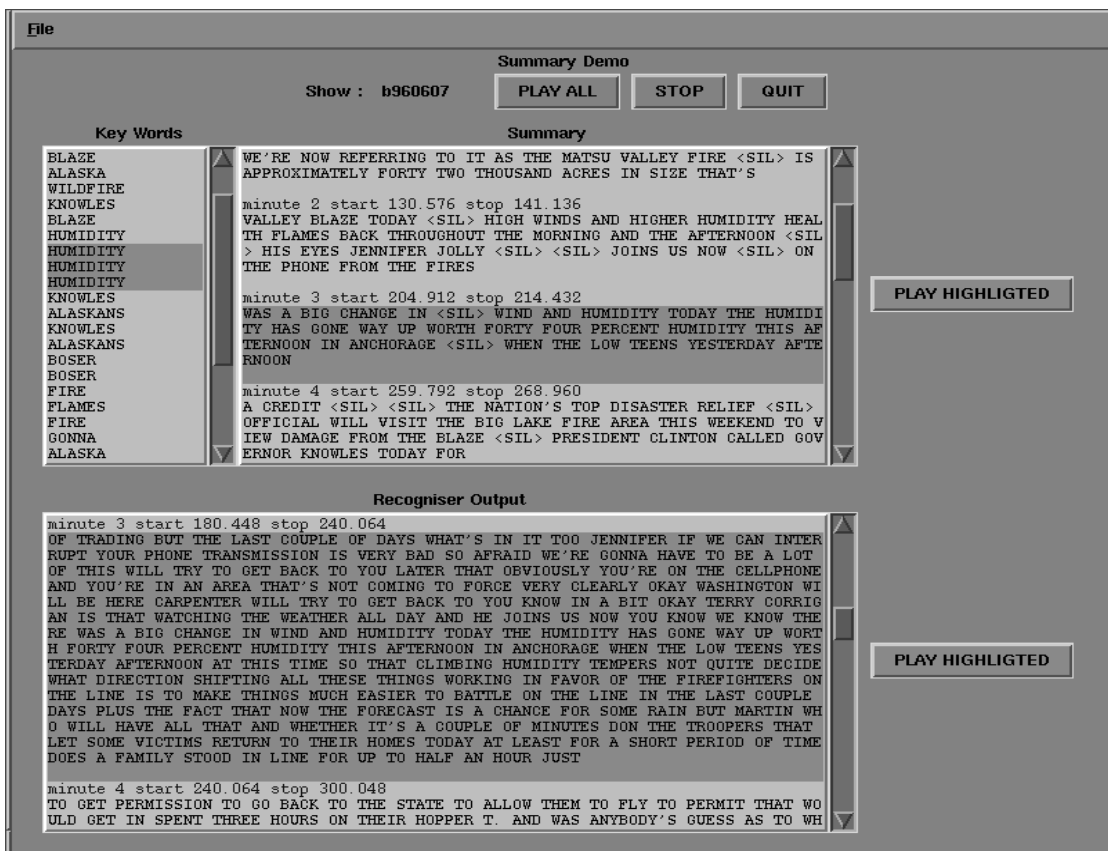 File
Summary Demo
Show : b960607 PLAY ALL STOP QUIT
Key Words
BLAZE
ALASKA
WILDFIRE
KNOWLES
BLAZE
HUMIDITY
HUMIDITY
HUMIDITY
HUMIDITY
KNOWLES
ALASKANS
KNOWLES
ALASKANS
BOSER
BOSER
FIRE
FLAMES
FIRE
GONNA
ALASKA
Summary
WE'RE NOW REFERRING TO IT AS THE MATSU VALLEY FIRE <SIL> IS
APPROXIMATELY FORTY TWO THOUSAND ACRES IN SIZE THAT'S
minute 2 start 130.576 stop 141.136
VALLEY BLAZE TODAY <SIL> HIGH WINDS AND HIGHER HUMIDITY HEAL
TH FLAMES BACK THROUGHOUT THE MORNING AND THE AFTERNOON <SIL
> HIS EYES JENNIFER JOLLY <SIL> <SIL> JOINS US NOW <SIL> ON
THE PHONE FROM THE FIRES
minute 3 start 204.912 stop 214.432
WAS A BIG CHANGE IN <SIL> WIND AND HUMIDITY TODAY THE HUMIDI
TY HAS GONE WAY UP WORTH FORTY FOUR PERCENT HUMIDITY THIS AF
TERNOON IN ANCHORAGE <SIL> WHEN THE LOW TEENS YESTERDAY AFTE
RNOON
minute 4 start 259.792 stop 268.960
A CREDIT <SIL> <SIL> THE NATION'S TOP DISASTER RELIEF <SIL>
OFFICIAL WILL VISIT THE BIG LAKE FIRE AREA THIS WEEKEND TO V
IEW DAMAGE FROM THE BLAZE <SIL> PRESIDENT CLINTON CALLED GOV
ERNOR KNOWLES TODAY FOR
PLAY HIGHLIGTED
Recogniser Output
minute 3 start 180.448 stop 240.064
OF TRADING BUT THE LAST COUPLE OF DAYS WHAT'S IN IT TOO JENNIFER IF WE CAN INTER
RUPT YOUR PHONE TRANSMISSION IS VERY BAD SO AFRAID WE'RE GONNA HAVE TO BE A LOT
OF THIS WILL TRY TO GET BACK TO YOU LATER THAT OBVIOUSLY YOU'RE ON THE CELLPHONE
AND YOU'RE IN AN AREA THAT'S NOT COMING TO FORCE VERY CLEARLY OKAY WASHINGTON WI
LL BE HERE CARPENTER WILL TRY TO GET BACK TO YOU KNOW IN A BIT OKAY TERRY CORRIG
AN IS THAT WATCHING THE WEATHER ALL DAY AND HE JOINS US NOW YOU KNOW WE KNOW THE
RE WAS A BIG CHANGE IN WIND AND HUMIDITY TODAY THE HUMIDITY HAS GONE WAY UP WORT
H FORTY FOUR PERCENT HUMIDITY THIS AFTERNOON IN ANCHORAGE WHEN THE LOW TEENS YES
TERDAY AFTERNOON AT THIS TIME SO THAT CLIMBING HUMIDITY TEMPERS NOT QUITE DECIDE
WHAT DIRECTION SHIFTING ALL THESE THINGS WORKING IN FAVOR OF THE FIREFIGHTERS ON
THE LINE IS TO MAKE THINGS MUCH EASIER TO BATTLE ON THE LINE IN THE LAST COUPLE
DAYS PLUS THE FACT THAT NOW THE FORECAST IS A CHANCE FOR SOME RAIN BUT MARTIN WH
O WILL HAVE ALL THAT AND WHETHER IT'S A COUPLE OF MINUTES DON THE TROOPERS THAT
LET SOME VICTIMS RETURN TO THEIR HOMES TODAY AT LEAST FOR A SHORT PERIOD OF TIME
DOES A FAMILY STOOD IN LINE FOR UP TO HALF AN HOUR JUST
minute 4 start 240.064 stop 300.048
TO GET PERMISSION TO GO BACK TO THE STATE TO ALLOW THEM TO FLY TO PERMIT THAT WO
ULD GET IN SPENT THREE HOURS ON THEIR HOPPER T. AND WAS ANYBODY'S GUESS AS TO WH
PLAY HIGHLIGTED